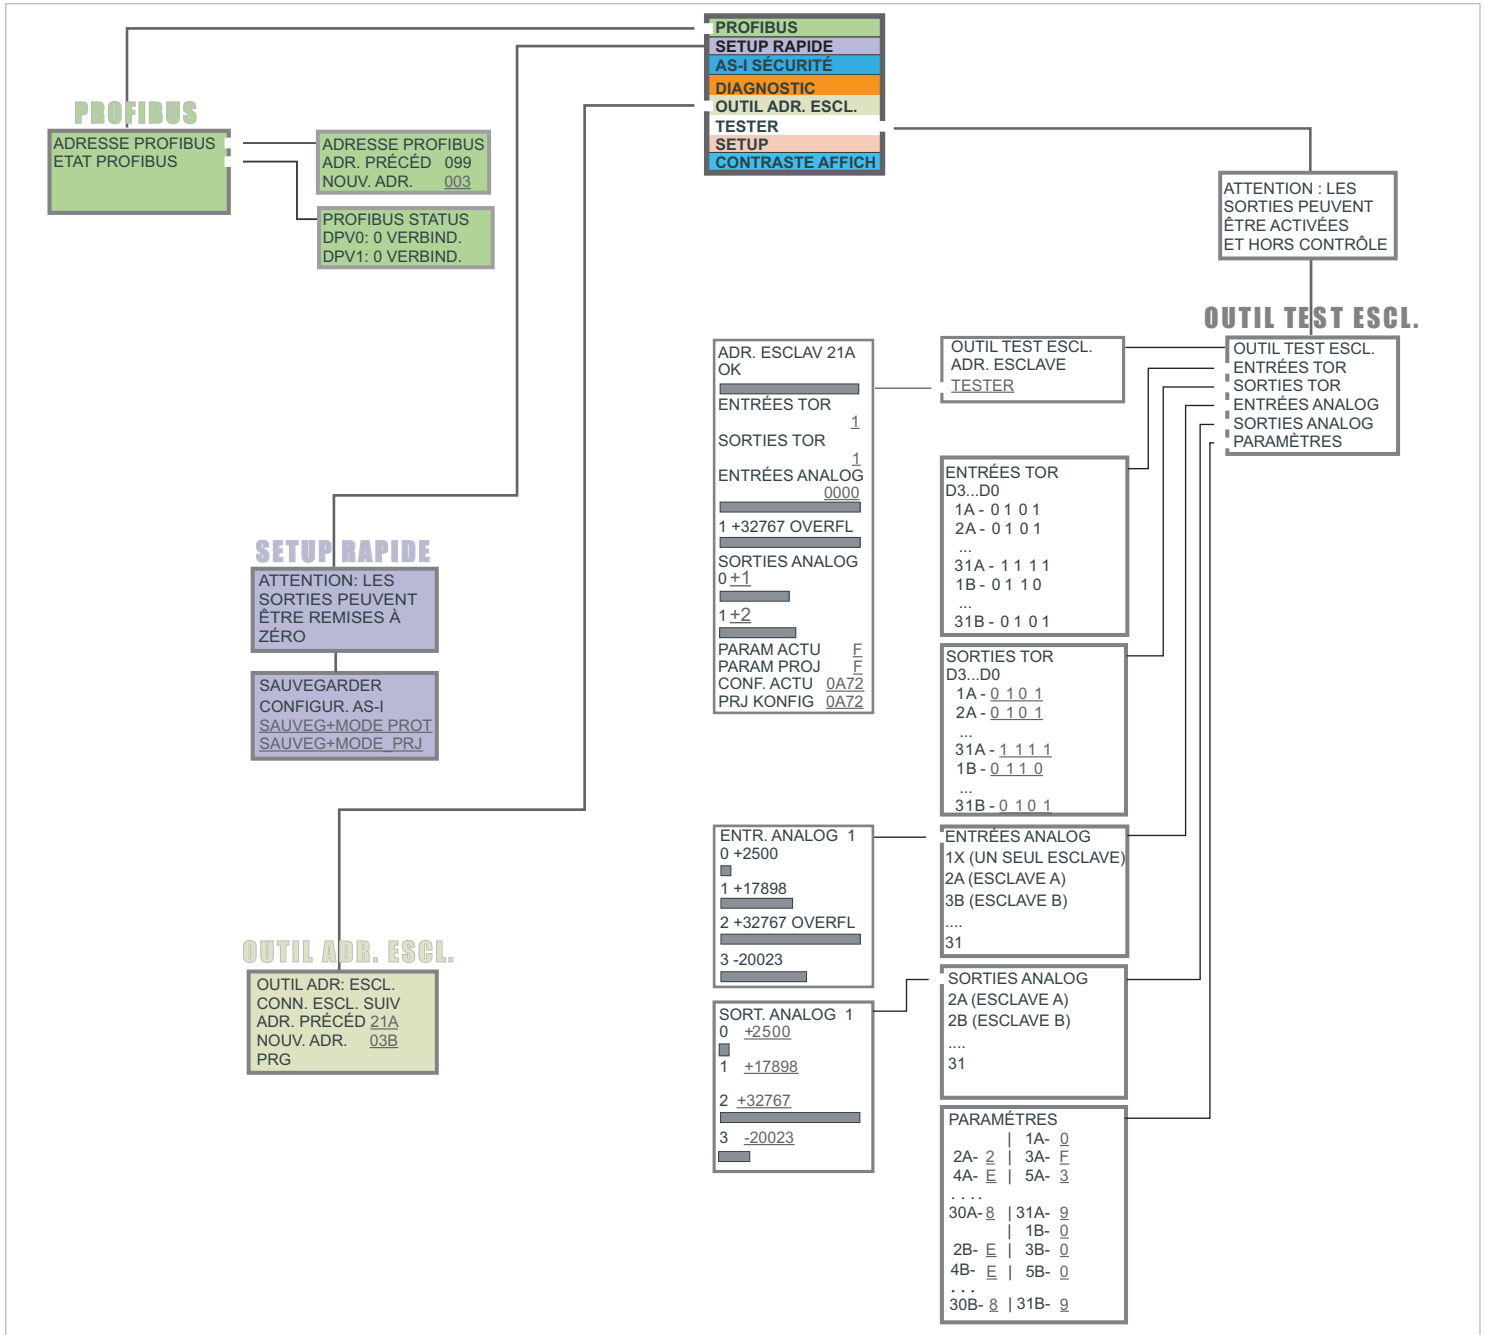 PROFIBUS
SETUP RAPIDE
AS-I SÉCURITÉ
DIAGNOSTIC
OUTIL ADR. ESCL.
TESTER
SETUP
CONTRASTE AFFICH
PROFIBUS
ADRESSE PROFIBUS
ETAT PROFIBUS
ADRESSE PROFIBUS
ADR. PRÉCÉD 099
NOUV. ADR. 003
PROFIBUS STATUS
DPV0: 0 VERBIND.
DPV1: 0 VERBIND.
ATTENTION : LES
SORTIES PEUVENT
ÊTRE ACTIVÉES
ET HORS CONTRÔLE
OUTIL TEST ESCL.
OUTIL TEST ESCL.
ENTRÉES TOR
SORTIES TOR
ENTRÉES ANALOG
SORTIES ANALOG
PARAMÈTRES
OUTIL TEST ESCL.
ADR. ESCLAVE
TESTER
ADR. ESCLAV 21A
OK
ENTRÉES TOR
1
SORTIES TOR
1
ENTRÉES ANALOG
0000
1 +32767 OVERFL
SORTIES ANALOG
0 +1
1 +2
PARAM ACTU F
PARAM PROJ F
CONF. ACTU 0A72
PRJ KONFIG 0A72
ENTRÉES TOR
D3...D0
1A - 0 1 0 1
2A - 0 1 0 1
...
31A - 1 1 1 1
1B - 0 1 1 0
...
31B - 0 1 0 1
SORTIES TOR
D3...D0
1A - 0 1 0 1
2A - 0 1 0 1
...
31A - 1 1 1 1
1B - 0 1 1 0
...
31B - 0 1 0 1
SETUP RAPIDE
ATTENTION: LES
SORTIES PEUVENT
ÊTRE REMISES À
ZÉRO
SAUVEGARDER
CONFIGUR. AS-I
SAUVEG+MODE PROT
SAUVEG+MODE_PRJ
ENTR. ANALOG 1
0 +2500
1 +17898
2 +32767 OVERFL
3 -20023
ENTRÉES ANALOG
1X (UN SEUL ESCLAVE)
2A (ESCLAVE A)
3B (ESCLAVE B)
....
31
OUTIL ADR. ESCL.
OUTIL ADR: ESCL.
CONN. ESCL. SUIV
ADR. PRÉCÉD 21A
NOUV. ADR. 03B
PRG
SORT. ANALOG 1
0 +2500
1 +17898
2 +32767
3 -20023
SORTIES ANALOG
2A (ESCLAVE A)
2B (ESCLAVE B)
....
31
PARAMÉTRES
| 1A- 0
2A- 2 | 3A- F
4A- E | 5A- 3
. . . .
30A- 8 | 31A- 9
| 1B- 0
2B- E | 3B- 0
4B- E | 5B- 0
. . .
30B- 8 | 31B- 9